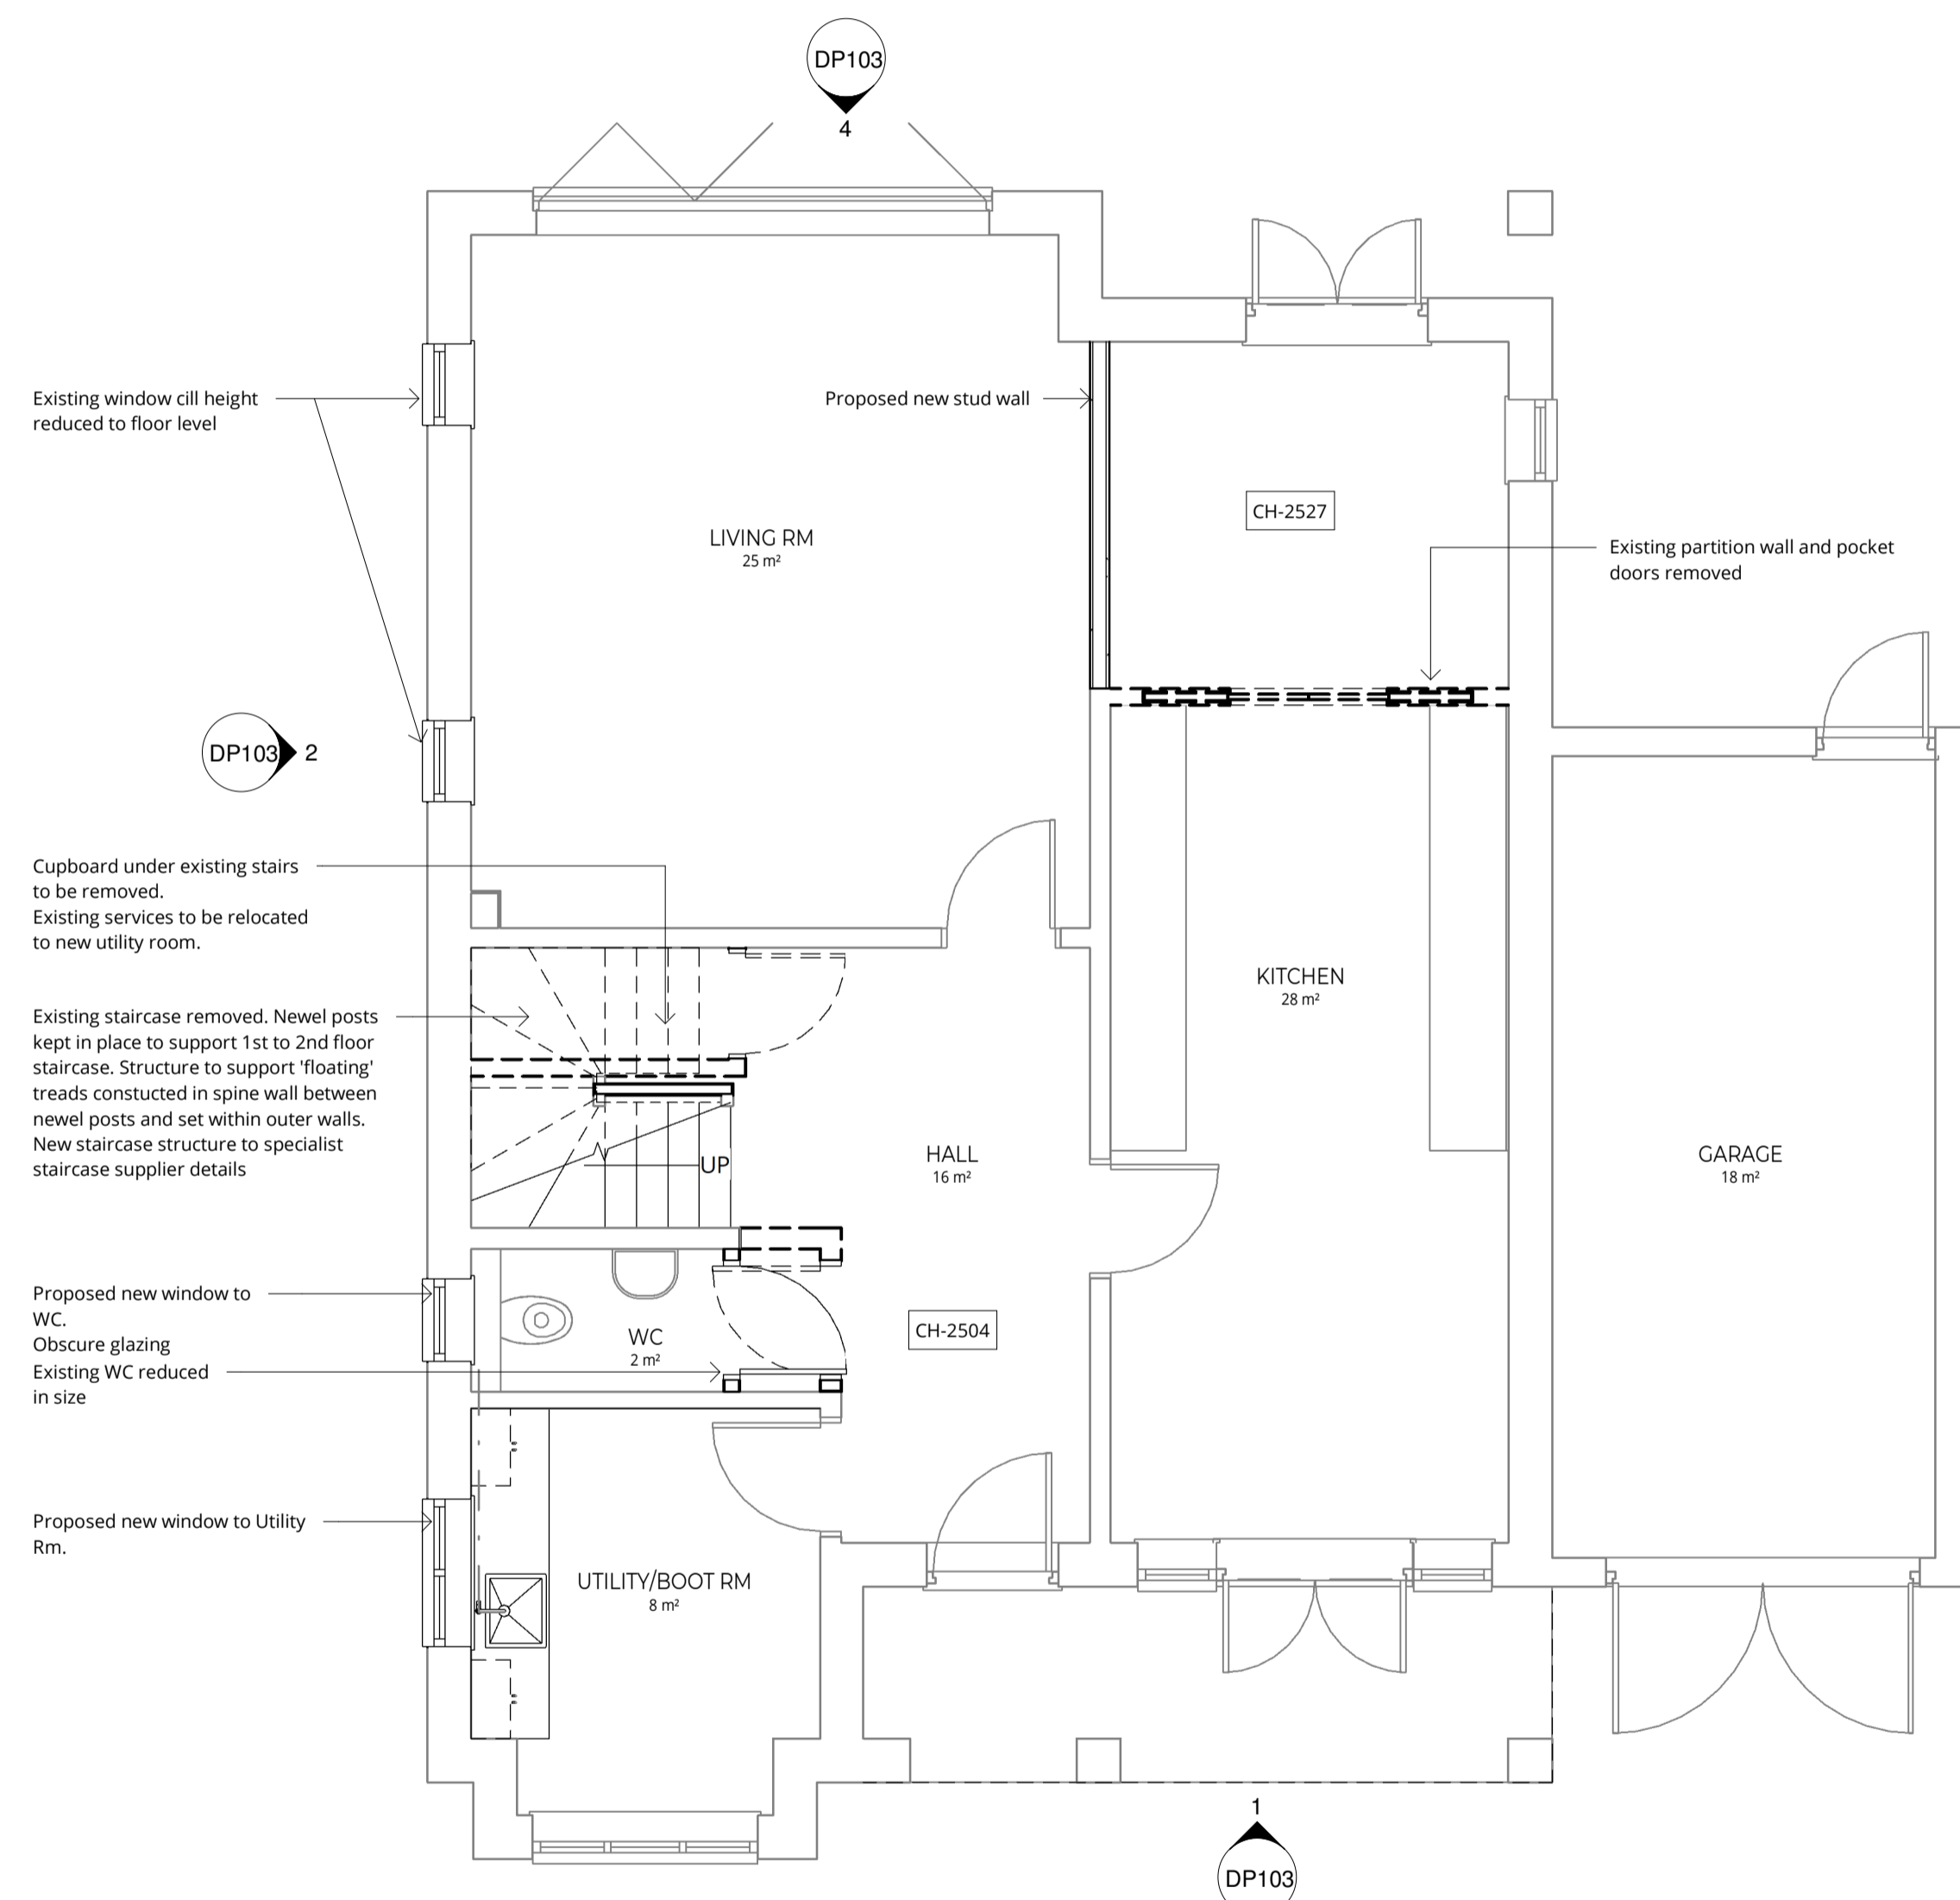 DP103
4
Existing window cill height
reduced to floor level
Proposed new stud wall
CH-2527
LIVING RM
25 m²
Existing partition wall and pocket
doors removed
DP103
2
Cupboard under existing stairs
to be removed.
Existing services to be relocated
to new utility room.
KITCHEN
28 m²
Existing staircase removed. Newel posts
kept in place to support 1st to 2nd floor
staircase. Structure to support 'floating'
treads constucted in spine wall between
newel posts and set within outer walls.
New staircase structure to specialist
staircase supplier details
UP
HALL
16 m²
GARAGE
18 m²
Proposed new window to
WC.
Obscure glazing
Existing WC reduced
in size
WC
2 m²
CH-2504
Proposed new window to Utility
Rm.
UTILITY/BOOT RM
8 m²
1
DP103